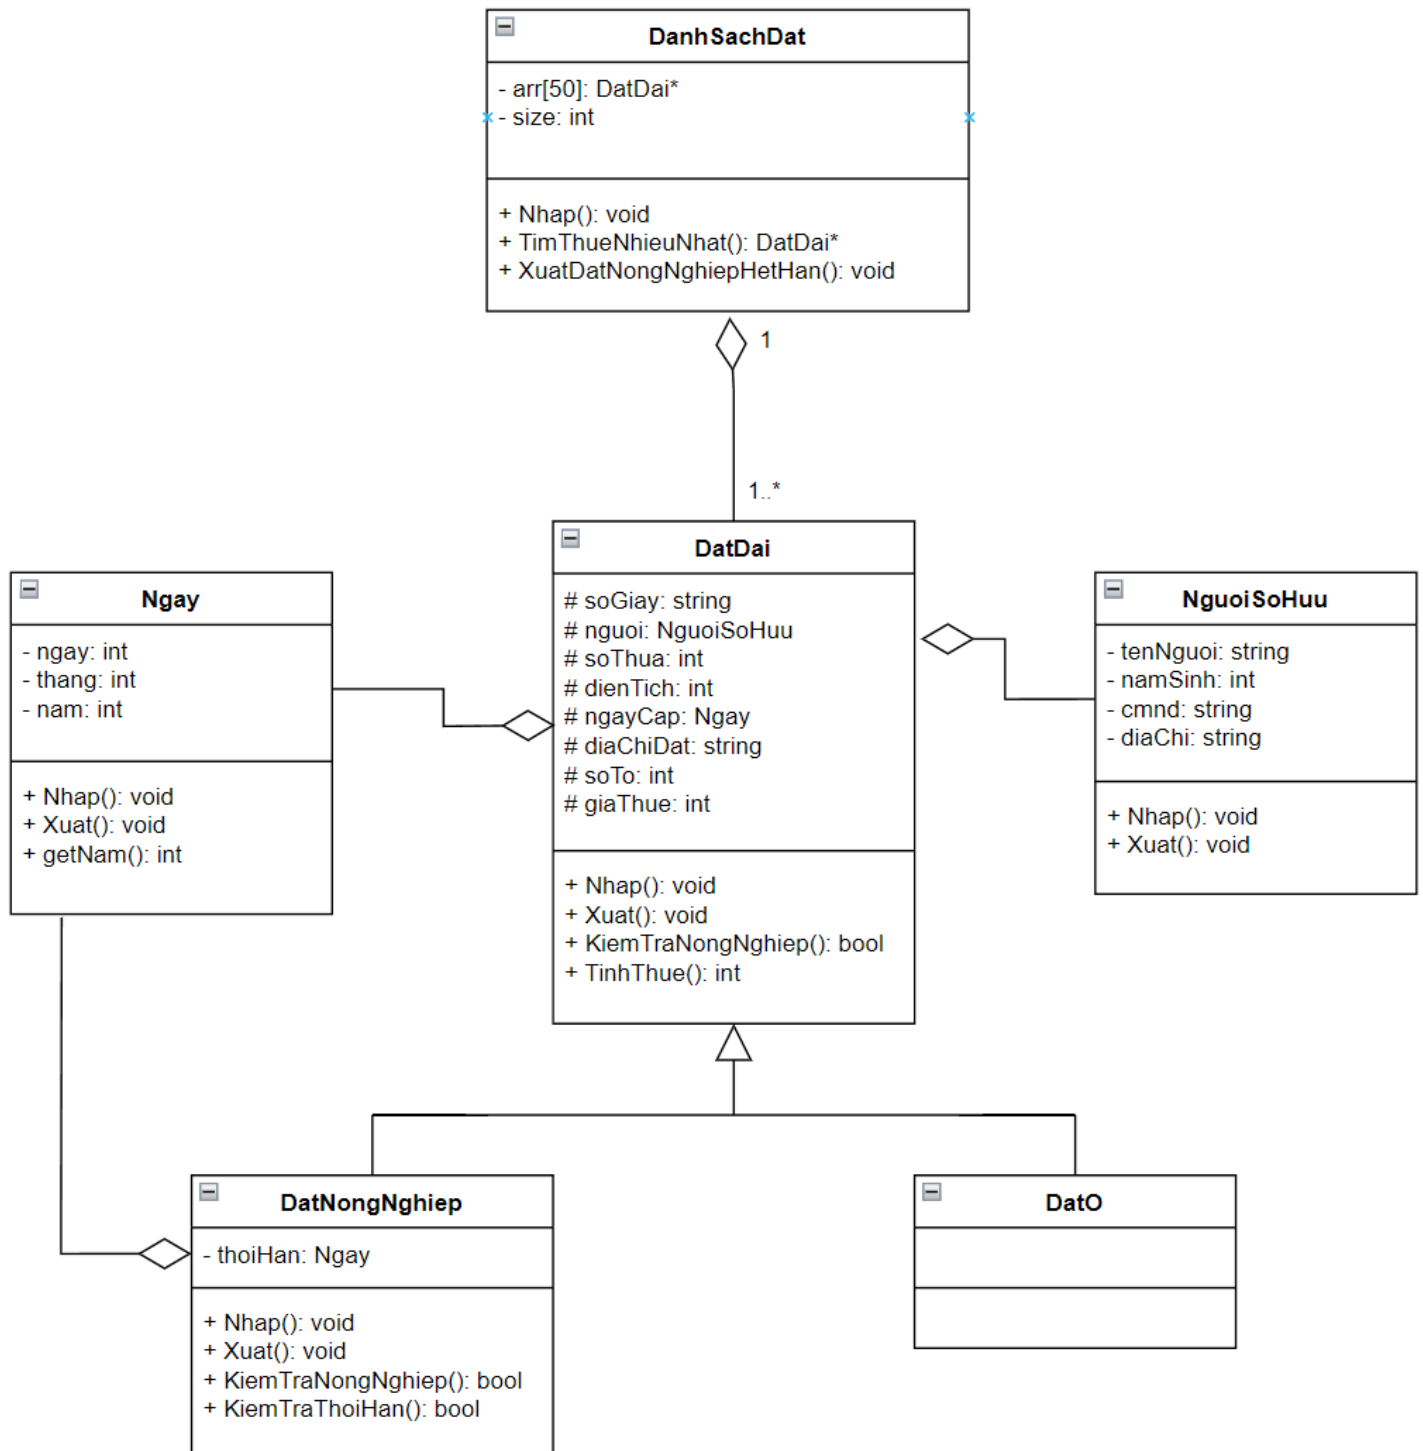 DanhSachDat
- arr[50]: DatDai*
- size: int
+ Nhap(): void
+ TimThueNhieuNhat(): DatDai*
+ XuatDatNongNghiepHetHan(): void
1
1..*
DatDai
# soGiay: string
# nguoi: NguoiSoHuu
# soThua: int
# dienTich: int
# ngayCap: Ngay
# diaChiDat: string
# soTo: int
# giaThue: int
+ Nhap(): void
+ Xuat(): void
+ KiemTraNongNghiep(): bool
+ TinhThue(): int
Ngay
- ngay: int
- thang: int
- nam: int
+ Nhap(): void
+ Xuat(): void
+ getNam(): int
NguoiSoHuu
- tenNguoi: string
- namSinh: int
- cmnd: string
- diaChi: string
+ Nhap(): void
+ Xuat(): void
DatNongNghiep
- thoiHan: Ngay
+ Nhap(): void
+ Xuat(): void
+ KiemTraNongNghiep(): bool
+ KiemTraThoiHan(): bool
DatO